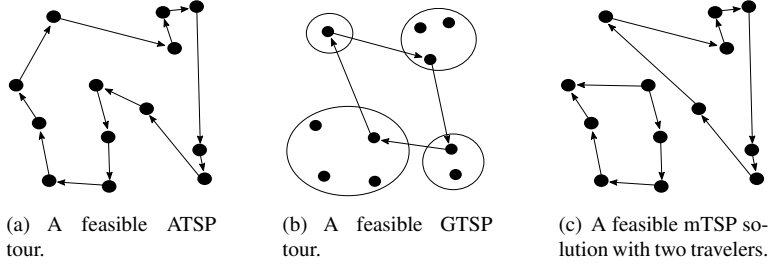 (a) A feasible ATSP
tour.
(b) A feasible GTSP
tour.
(c) A feasible mTSP so-
lution with two travelers.